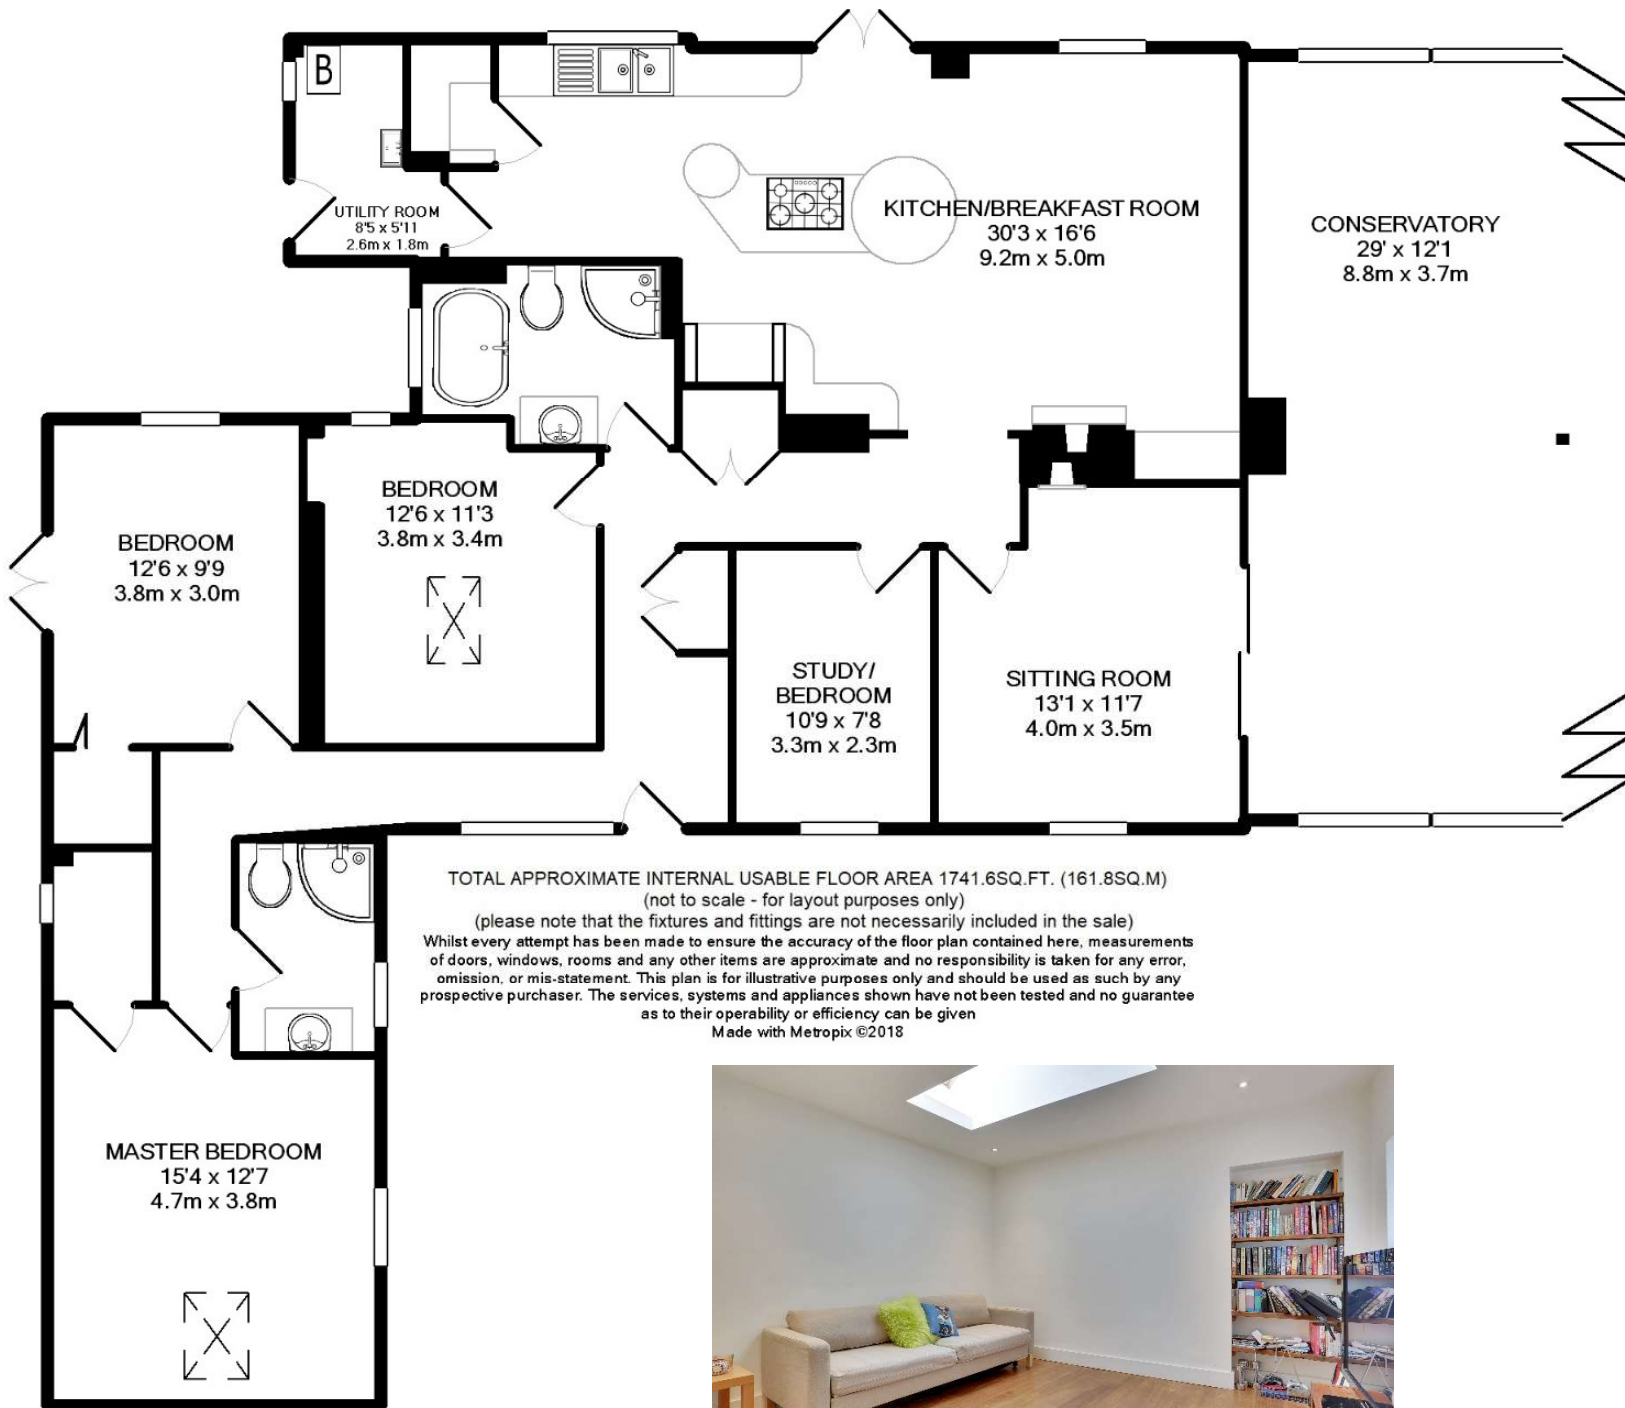 B
UTILITY ROOM
8'5 x 5'11
2.6m x 1.8m
KITCHEN/BREAKFAST ROOM
30'3 x 16'6
9.2m x 5.0m
CONSERVATORY
29' x 12'1
8.8m x 3.7m
BEDROOM
12'6 x 9'9
3.8m x 3.0m
BEDROOM
12'6 x 11'3
3.8m x 3.4m
STUDY/
BEDROOM
10'9 x 7'8
3.3m x 2.3m
SITTING ROOM
13'1 x 11'7
4.0m x 3.5m
TOTAL APPROXIMATE INTERNAL USABLE FLOOR AREA 1741.6SQ.FT. (161.8SQ.M)
(not to scale - for layout purposes only)
(please note that the fixtures and fittings are not necessarily included in the sale)
Whilst every attempt has been made to ensure the accuracy of the floor plan contained here, measurements
of doors, windows, rooms and any other items are approximate and no responsibility is taken for any error,
omission, or mis-statement. This plan is for illustrative purposes only and should be used as such by any
prospective purchaser. The services, systems and appliances shown have not been tested and no guarantee
as to their operability or efficiency can be given
Made with Metropix ©2018
MASTER BEDROOM
15'4 x 12'7
4.7m x 3.8m